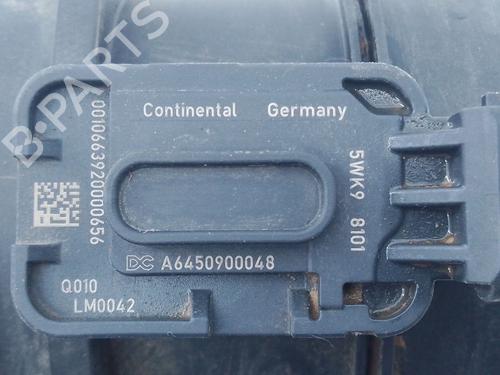 Continental Germany
0010663920000656
5WK9 8101
DC A6450900048
Q010
LM0042
B-PARTS